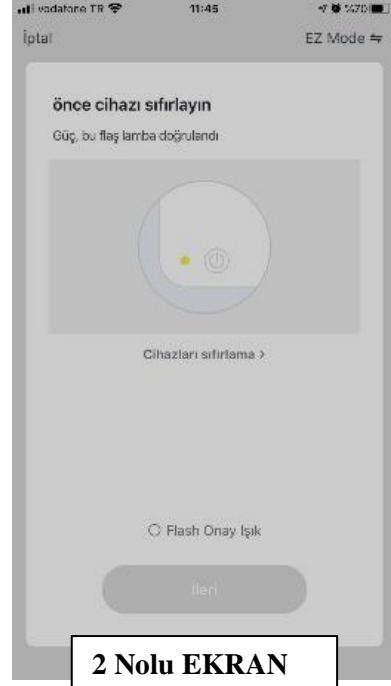 vodafone TR 11:45 %70
İptal
EZ Mode
önce cihazı sıfırlayın
Güç, bu flaş lamba doğrulandı
Cihazları sıfırlama >
Flash Onay Işık
İleri
2 Nolu EKRAN